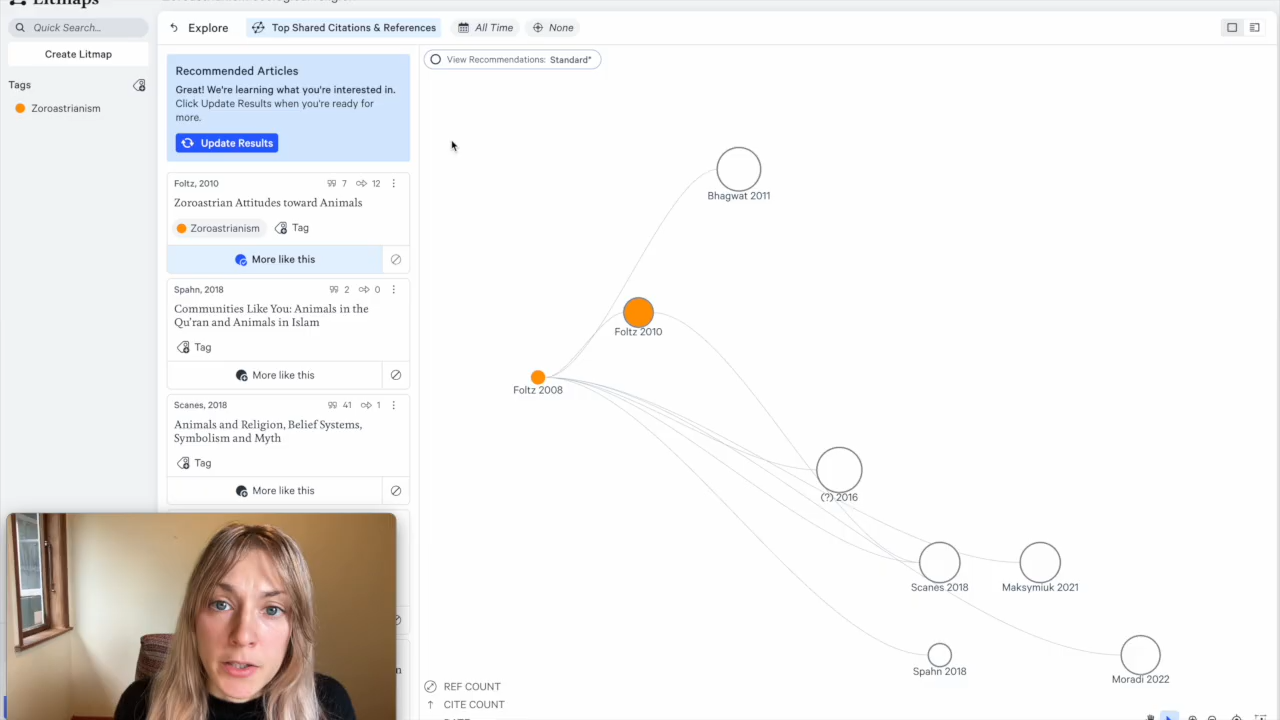 Litmaps
Quick Search...
Create Litmap
Tags
Zoroastrianism
Explore
Top Shared Citations & References
All Time
None
Recommended Articles
Great! We're learning what you're interested in.
Click Update Results when you're ready for
more.
Update Results
Foltz, 2010
7
12
Zoroastrian Attitudes toward Animals
Zoroastrianism
Tag
More like this
Spahn, 2018
2
0
Communities Like You: Animals in the
Qu'ran and Animals in Islam
Tag
More like this
Scanes, 2018
41
1
Animals and Religion, Belief Systems,
Symbolism and Myth
Tag
More like this
View Recommendations: Standard*
Bhagwat 2011
Foltz 2010
Foltz 2008
(?) 2016
Scanes 2018
Maksymiuk 2021
Spahn 2018
Moradi 2022
REF COUNT
CITE COUNT